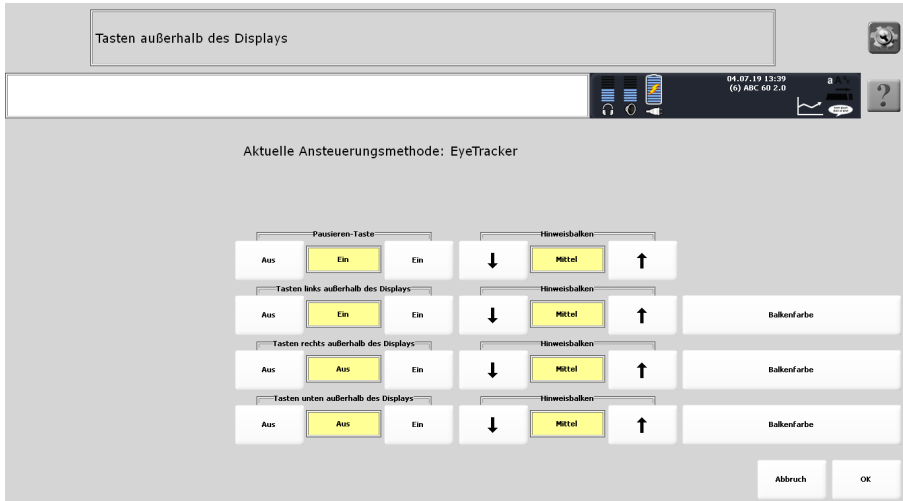 Tasten außerhalb des Displays
04.07.19 13:39
(6) ABC 60 2.0
a
?
Aktuelle Ansteuerungsmethode: EyeTracker
Pausieren-Taste
Hinweisbalken
Aus
Ein
Ein
Mittel
Tasten links außerhalb des Displays
Hinweisbalken
Aus
Ein
Ein
Mittel
Balkenfarbe
Tasten rechts außerhalb des Displays
Hinweisbalken
Aus
Aus
Ein
Mittel
Balkenfarbe
Tasten unten außerhalb des Displays
Hinweisbalken
Aus
Aus
Ein
Mittel
Balkenfarbe
Abbruch
OK